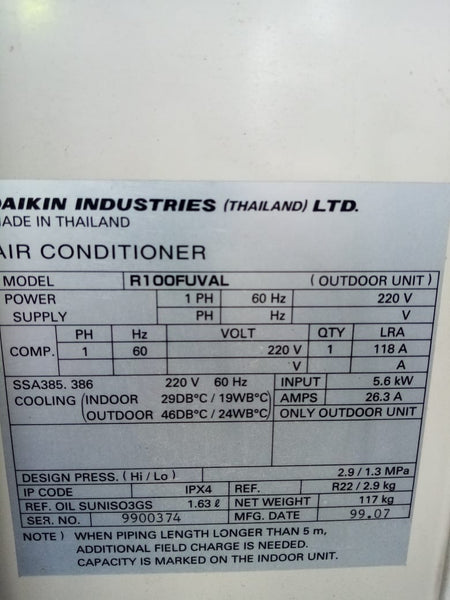 DAIKIN INDUSTRIES (THAILAND) LTD.
MADE IN THAILAND
AIR CONDITIONER
MODEL R100FUVAL (OUTDOOR UNIT)
POWER SUPPLY 1 PH 60 Hz 220 V
PH Hz V
PH Hz VOLT QTY LRA
COMP. 1 60 220 V 1 118 A
V A
SSA385. 386 220 V 60 Hz INPUT 5.6 kW
COOLING (INDOOR 29DB°C / 19WB°C) AMPS 26.3 A
(OUTDOOR 46DB°C / 24WB°C) ONLY OUTDOOR UNIT
DESIGN PRESS. (Hi / Lo) 2.9 / 1.3 MPa
IP CODE IPX4 REF. R22 / 2.9 kg
REF. OIL SUNISO3GS 1.63 ℓ NET WEIGHT 117 kg
SER. NO. 9900374 MFG. DATE 99.07
NOTE ) WHEN PIPING LENGTH LONGER THAN 5 m,
ADDITIONAL FIELD CHARGE IS NEEDED.
CAPACITY IS MARKED ON THE INDOOR UNIT.